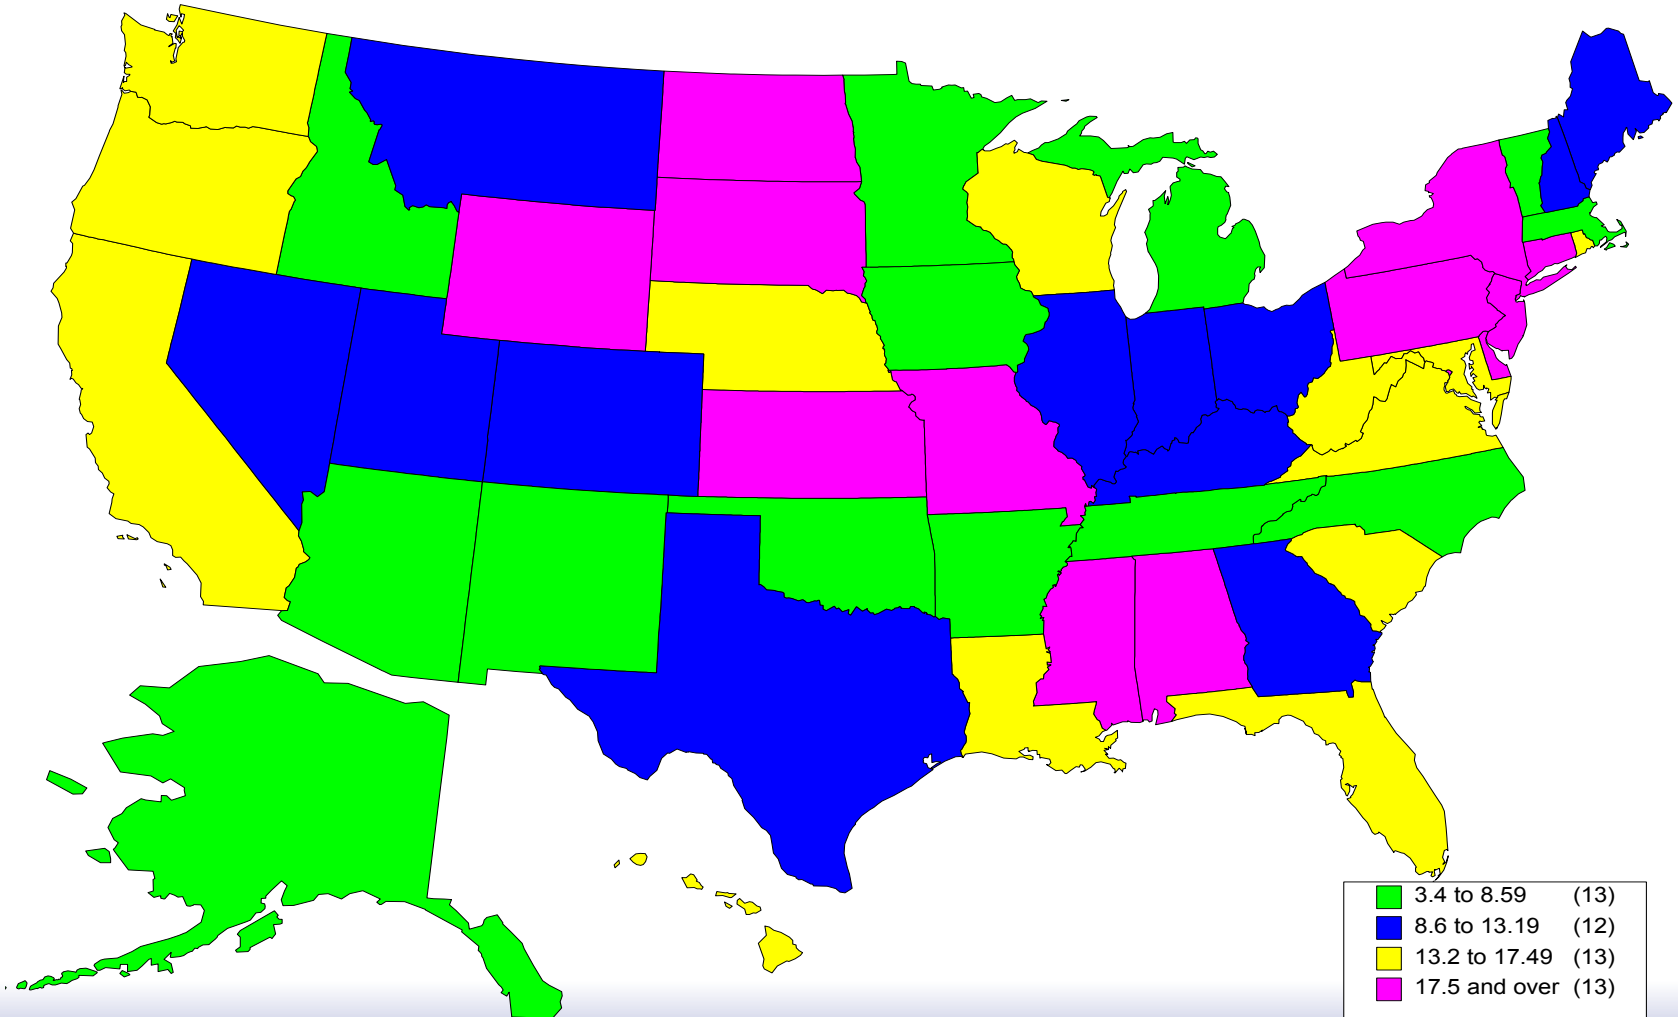 3.4 to 8.59 (13)
8.6 to 13.19 (12)
13.2 to 17.49 (13)
17.5 and over (13)